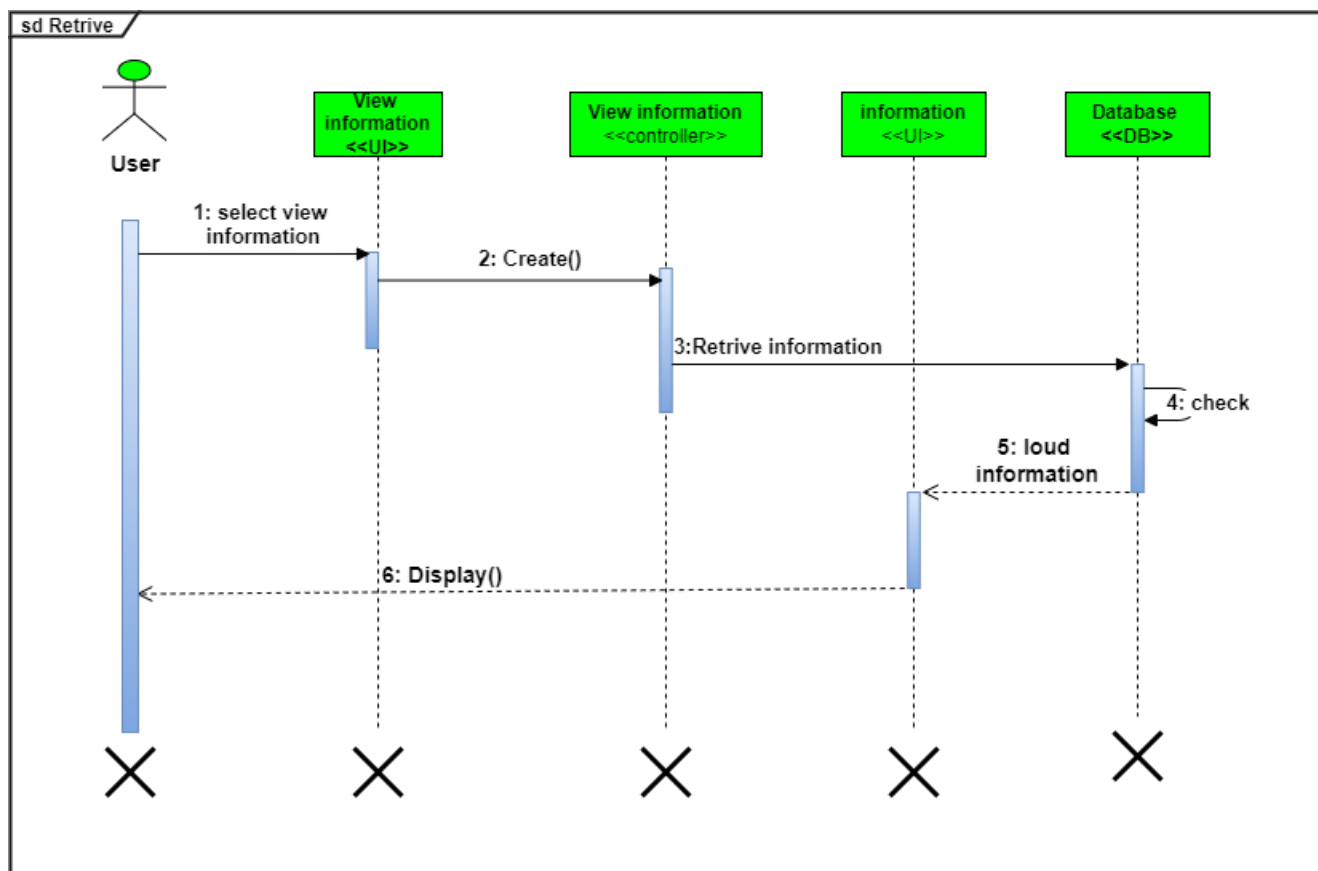 sd Retrive
User
View
information
<<UI>>
View information
<<controller>>
information
<<UI>>
Database
<<DB>>
1: select view
information
2: Create()
3:Retrive information
4: check
5: loud
information
6: Display()